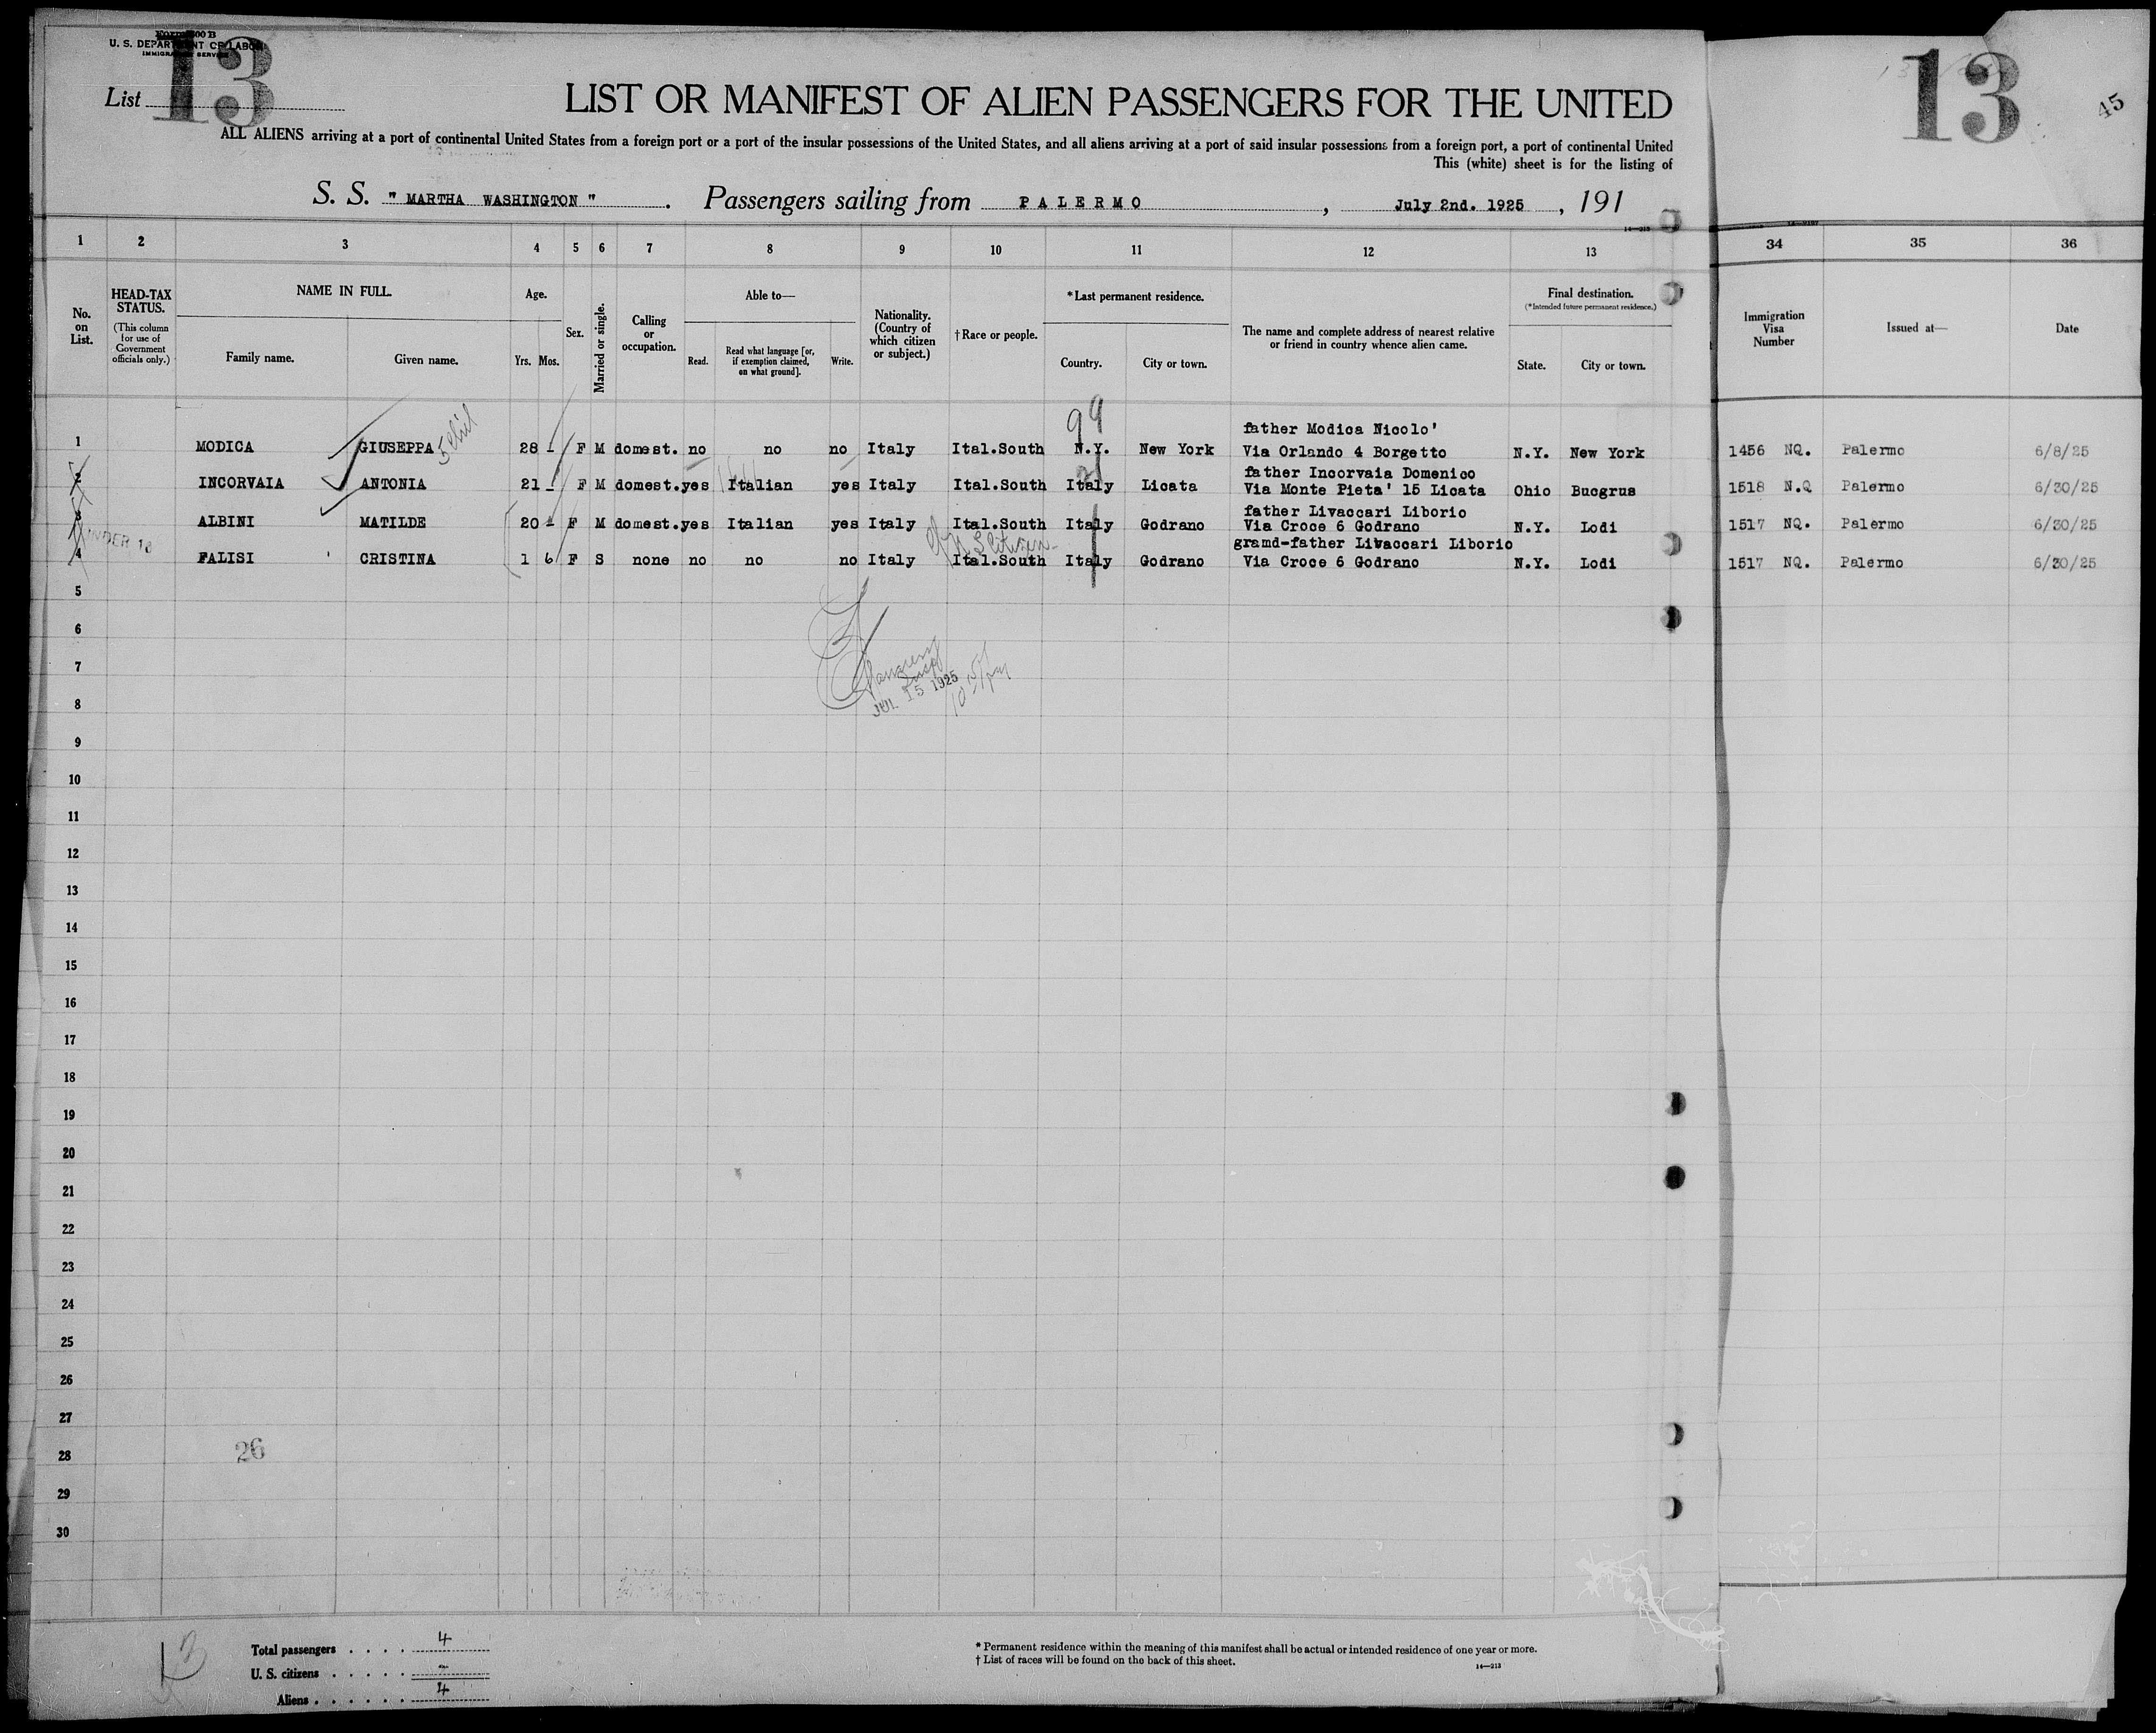 U. S. DEPARTMENT OF LABOR
IMMIGRATION SERVICE
13
List
LIST OR MANIFEST OF ALIEN PASSENGERS FOR THE UNITED
13
45
ALL ALIENS arriving at a port of continental United States from a foreign port or a port of the insular possessions of the United States, and all aliens arriving at a port of said insular possessions from a foreign port, a port of continental United
This (white) sheet is for the listing of
S. S. " MARTHA WASHINGTON ". Passengers sailing from PALERMO, July 2nd. 1925, 191
1 2 3 4 5 6 7 8 9 10 11 12 13 34 35 36
No. on List.
HEAD-TAX STATUS. (This column for use of Government officials only.)
NAME IN FULL.
Family name. Given name.
Age.
Yrs. Mos.
Sex.
Married or single.
Calling or occupation.
Able to—
Read. Read what language [or, if exemption claimed, on what ground]. Write.
Nationality. (Country of which citizen or subject.)
†Race or people.
*Last permanent residence.
Country. City or town.
The name and complete address of nearest relative or friend in country whence alien came.
Final destination. (*Intended future permanent residence.)
State. City or town.
Immigration Visa Number
Issued at—
Date
99
father Modica Nicolo'
1 MODICA GIUSEPPA 28 - F M domest. no no no Italy Ital.South N.Y. New York Via Orlando 4 Borgetto N.Y. New York 1456 NQ. Palermo 6/8/25
father Incorvaia Domenico
2 INCORVAIA ANTONIA 21 - F M domest. yes Italian yes Italy Ital.South Italy Licata Via Monte Pieta' 15 Licata Ohio Bucgrus 1518 N.Q Palermo 6/30/25
father Livaccari Liborio
3 ALBINI MATILDE 20 - F M domest. yes Italian yes Italy Ital.South Italy Godrano Via Croce 6 Godrano N.Y. Lodi 1517 NQ. Palermo 6/30/25
UNDER 16
grand-father Livaccari Liborio
4 FALISI CRISTINA 1 6 F S none no no no Italy Ital.South Italy Godrano Via Croce 6 Godrano N.Y. Lodi 1517 NQ. Palermo 6/30/25
5
6
7
JUL 15 1925
8
9
10
11
12
13
14
15
16
17
18
19
20
21
22
23
24
25
26
27
26
28
29
30
Total passengers . . . . 4
U. S. citizens . . . . . -
Aliens . . . . . . 4
* Permanent residence within the meaning of this manifest shall be actual or intended residence of one year or more.
† List of races will be found on the back of this sheet.
14—213